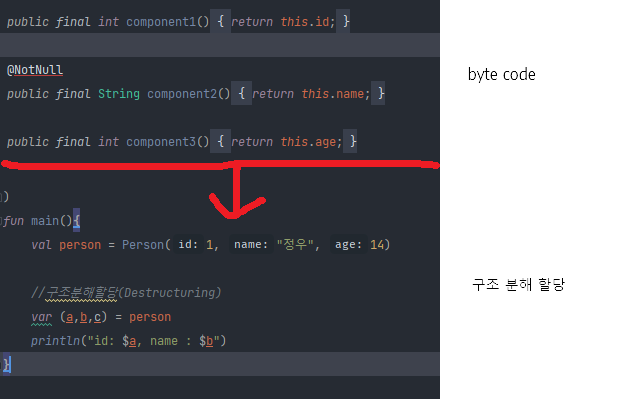 public final int component1() { return this.id; }
@NotNull
byte code
public final String component2() { return this.name; }
public final int component3() { return this.age; }
)
fun main(){
val person = Person( id: 1, name: "정우", age: 14)
//구조분해할당(Destructuring)
구조 분해 할당
var (a,b,c) = person
println("id: $a, name : $b")
}